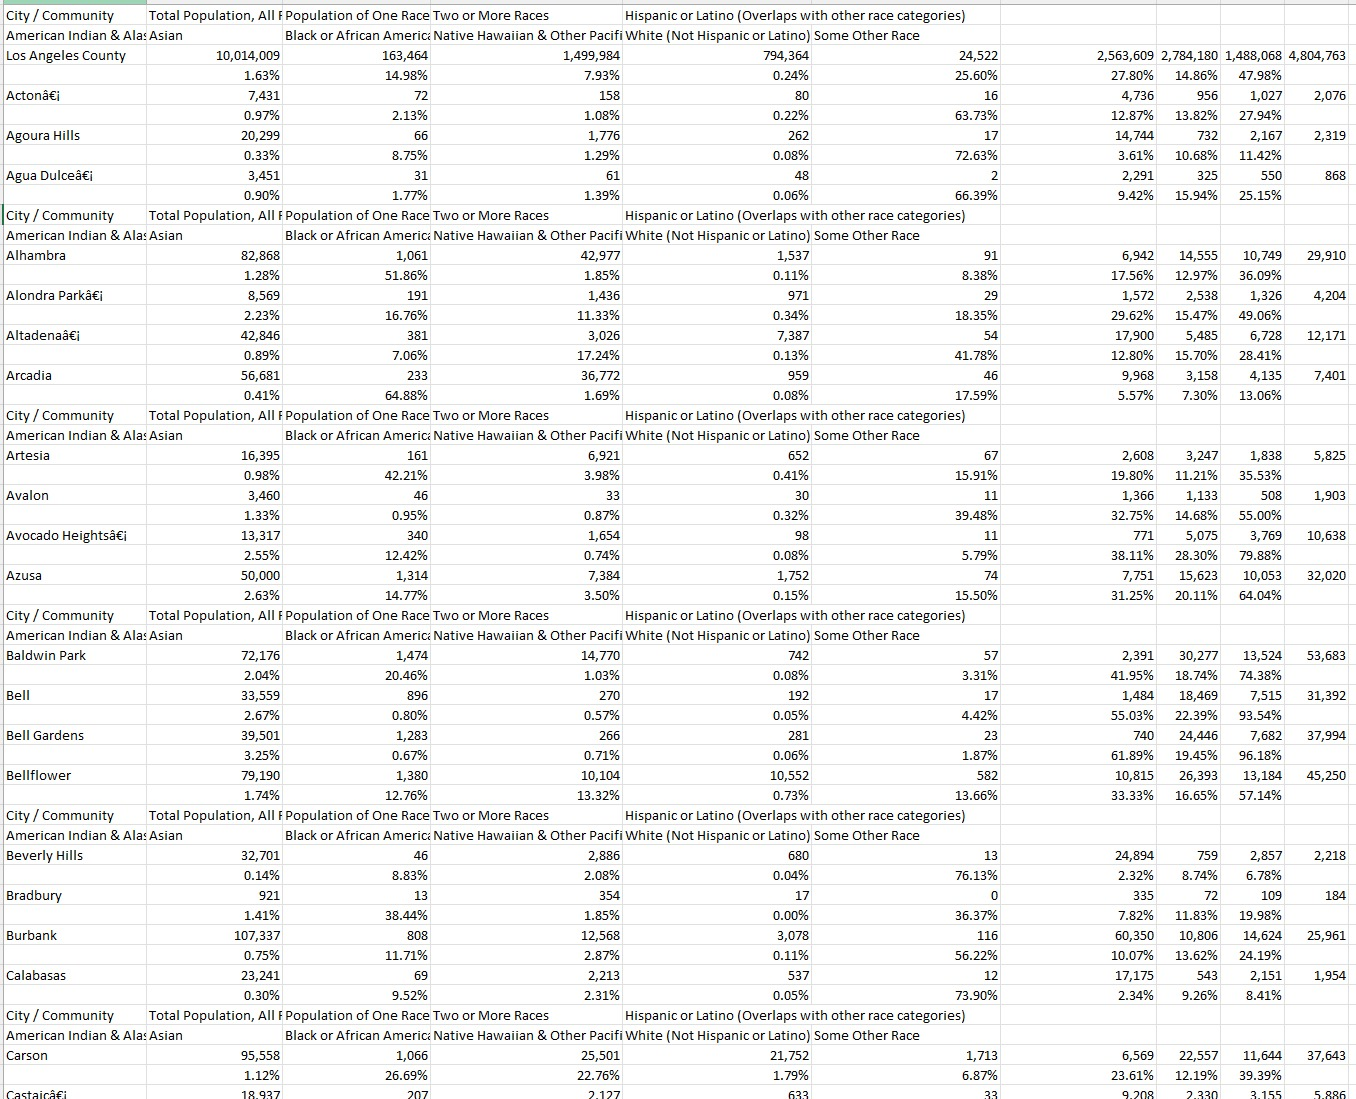 City / Community Total Population, All F Population of One Race Two or More Races Hispanic or Latino (Overlaps with other race categories)
American Indian & Alas Asian Black or African America Native Hawaiian & Other Pacifi White (Not Hispanic or Latino) Some Other Race
Los Angeles County 10,014,009 163,464 1,499,984 794,364 24,522 2,563,609 2,784,180 1,488,068 4,804,763
1.63% 14.98% 7.93% 0.24% 25.60% 27.80% 14.86% 47.98%
Actonâ€¡ 7,431 72 158 80 16 4,736 956 1,027 2,076
0.97% 2.13% 1.08% 0.22% 63.73% 12.87% 13.82% 27.94%
Agoura Hills 20,299 66 1,776 262 17 14,744 732 2,167 2,319
0.33% 8.75% 1.29% 0.08% 72.63% 3.61% 10.68% 11.42%
Agua Dulceâ€¡ 3,451 31 61 48 2 2,291 325 550 868
0.90% 1.77% 1.39% 0.06% 66.39% 9.42% 15.94% 25.15%
City / Community Total Population, All F Population of One Race Two or More Races Hispanic or Latino (Overlaps with other race categories)
American Indian & Alas Asian Black or African America Native Hawaiian & Other Pacifi White (Not Hispanic or Latino) Some Other Race
Alhambra 82,868 1,061 42,977 1,537 91 6,942 14,555 10,749 29,910
1.28% 51.86% 1.85% 0.11% 8.38% 17.56% 12.97% 36.09%
Alondra Parkâ€¡ 8,569 191 1,436 971 29 1,572 2,538 1,326 4,204
2.23% 16.76% 11.33% 0.34% 18.35% 29.62% 15.47% 49.06%
Altadenaâ€¡ 42,846 381 3,026 7,387 54 17,900 5,485 6,728 12,171
0.89% 7.06% 17.24% 0.13% 41.78% 12.80% 15.70% 28.41%
Arcadia 56,681 233 36,772 959 46 9,968 3,158 4,135 7,401
0.41% 64.88% 1.69% 0.08% 17.59% 5.57% 7.30% 13.06%
City / Community Total Population, All F Population of One Race Two or More Races Hispanic or Latino (Overlaps with other race categories)
American Indian & Alas Asian Black or African America Native Hawaiian & Other Pacifi White (Not Hispanic or Latino) Some Other Race
Artesia 16,395 161 6,921 652 67 2,608 3,247 1,838 5,825
0.98% 42.21% 3.98% 0.41% 15.91% 19.80% 11.21% 35.53%
Avalon 3,460 46 33 30 11 1,366 1,133 508 1,903
1.33% 0.95% 0.87% 0.32% 39.48% 32.75% 14.68% 55.00%
Avocado Heightsâ€¡ 13,317 340 1,654 98 11 771 5,075 3,769 10,638
2.55% 12.42% 0.74% 0.08% 5.79% 38.11% 28.30% 79.88%
Azusa 50,000 1,314 7,384 1,752 74 7,751 15,623 10,053 32,020
2.63% 14.77% 3.50% 0.15% 15.50% 31.25% 20.11% 64.04%
City / Community Total Population, All F Population of One Race Two or More Races Hispanic or Latino (Overlaps with other race categories)
American Indian & Alas Asian Black or African America Native Hawaiian & Other Pacifi White (Not Hispanic or Latino) Some Other Race
Baldwin Park 72,176 1,474 14,770 742 57 2,391 30,277 13,524 53,683
2.04% 20.46% 1.03% 0.08% 3.31% 41.95% 18.74% 74.38%
Bell 33,559 896 270 192 17 1,484 18,469 7,515 31,392
2.67% 0.80% 0.57% 0.05% 4.42% 55.03% 22.39% 93.54%
Bell Gardens 39,501 1,283 266 281 23 740 24,446 7,682 37,994
3.25% 0.67% 0.71% 0.06% 1.87% 61.89% 19.45% 96.18%
Bellflower 79,190 1,380 10,104 10,552 582 10,815 26,393 13,184 45,250
1.74% 12.76% 13.32% 0.73% 13.66% 33.33% 16.65% 57.14%
City / Community Total Population, All F Population of One Race Two or More Races Hispanic or Latino (Overlaps with other race categories)
American Indian & Alas Asian Black or African America Native Hawaiian & Other Pacifi White (Not Hispanic or Latino) Some Other Race
Beverly Hills 32,701 46 2,886 680 13 24,894 759 2,857 2,218
0.14% 8.83% 2.08% 0.04% 76.13% 2.32% 8.74% 6.78%
Bradbury 921 13 354 17 0 335 72 109 184
1.41% 38.44% 1.85% 0.00% 36.37% 7.82% 11.83% 19.98%
Burbank 107,337 808 12,568 3,078 116 60,350 10,806 14,624 25,961
0.75% 11.71% 2.87% 0.11% 56.22% 10.07% 13.62% 24.19%
Calabasas 23,241 69 2,213 537 12 17,175 543 2,151 1,954
0.30% 9.52% 2.31% 0.05% 73.90% 2.34% 9.26% 8.41%
City / Community Total Population, All F Population of One Race Two or More Races Hispanic or Latino (Overlaps with other race categories)
American Indian & Alas Asian Black or African America Native Hawaiian & Other Pacifi White (Not Hispanic or Latino) Some Other Race
Carson 95,558 1,066 25,501 21,752 1,713 6,569 22,557 11,644 37,643
1.12% 26.69% 22.76% 1.79% 6.87% 23.61% 12.19% 39.39%
Castaicâ€¡ 18,937 207 2,127 633 33 9,208 2,330 3,155 5,886